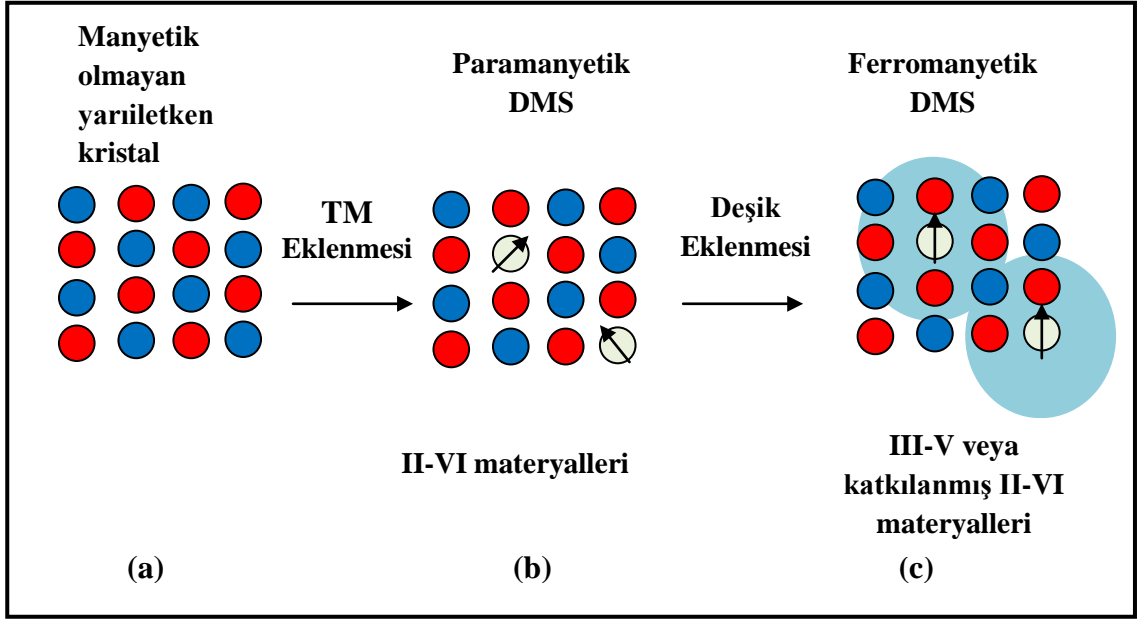 Manyetik
olmayan
yarıiletken
kristal
TM
Eklenmesi
Paramanyetik
DMS
Deşik
Eklenmesi
Ferromanyetik
DMS
II-VI materyalleri
III-V veya
katkılanmış II-VI
materyalleri
(a)
(b)
(c)